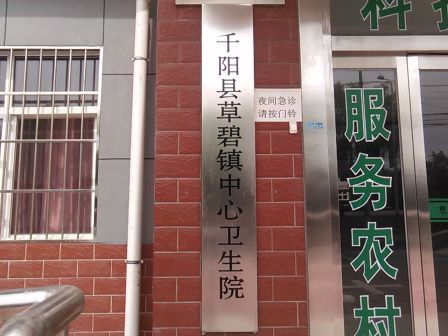 千阳县草碧镇中心卫生院
夜间急诊
请按门铃
服务农村